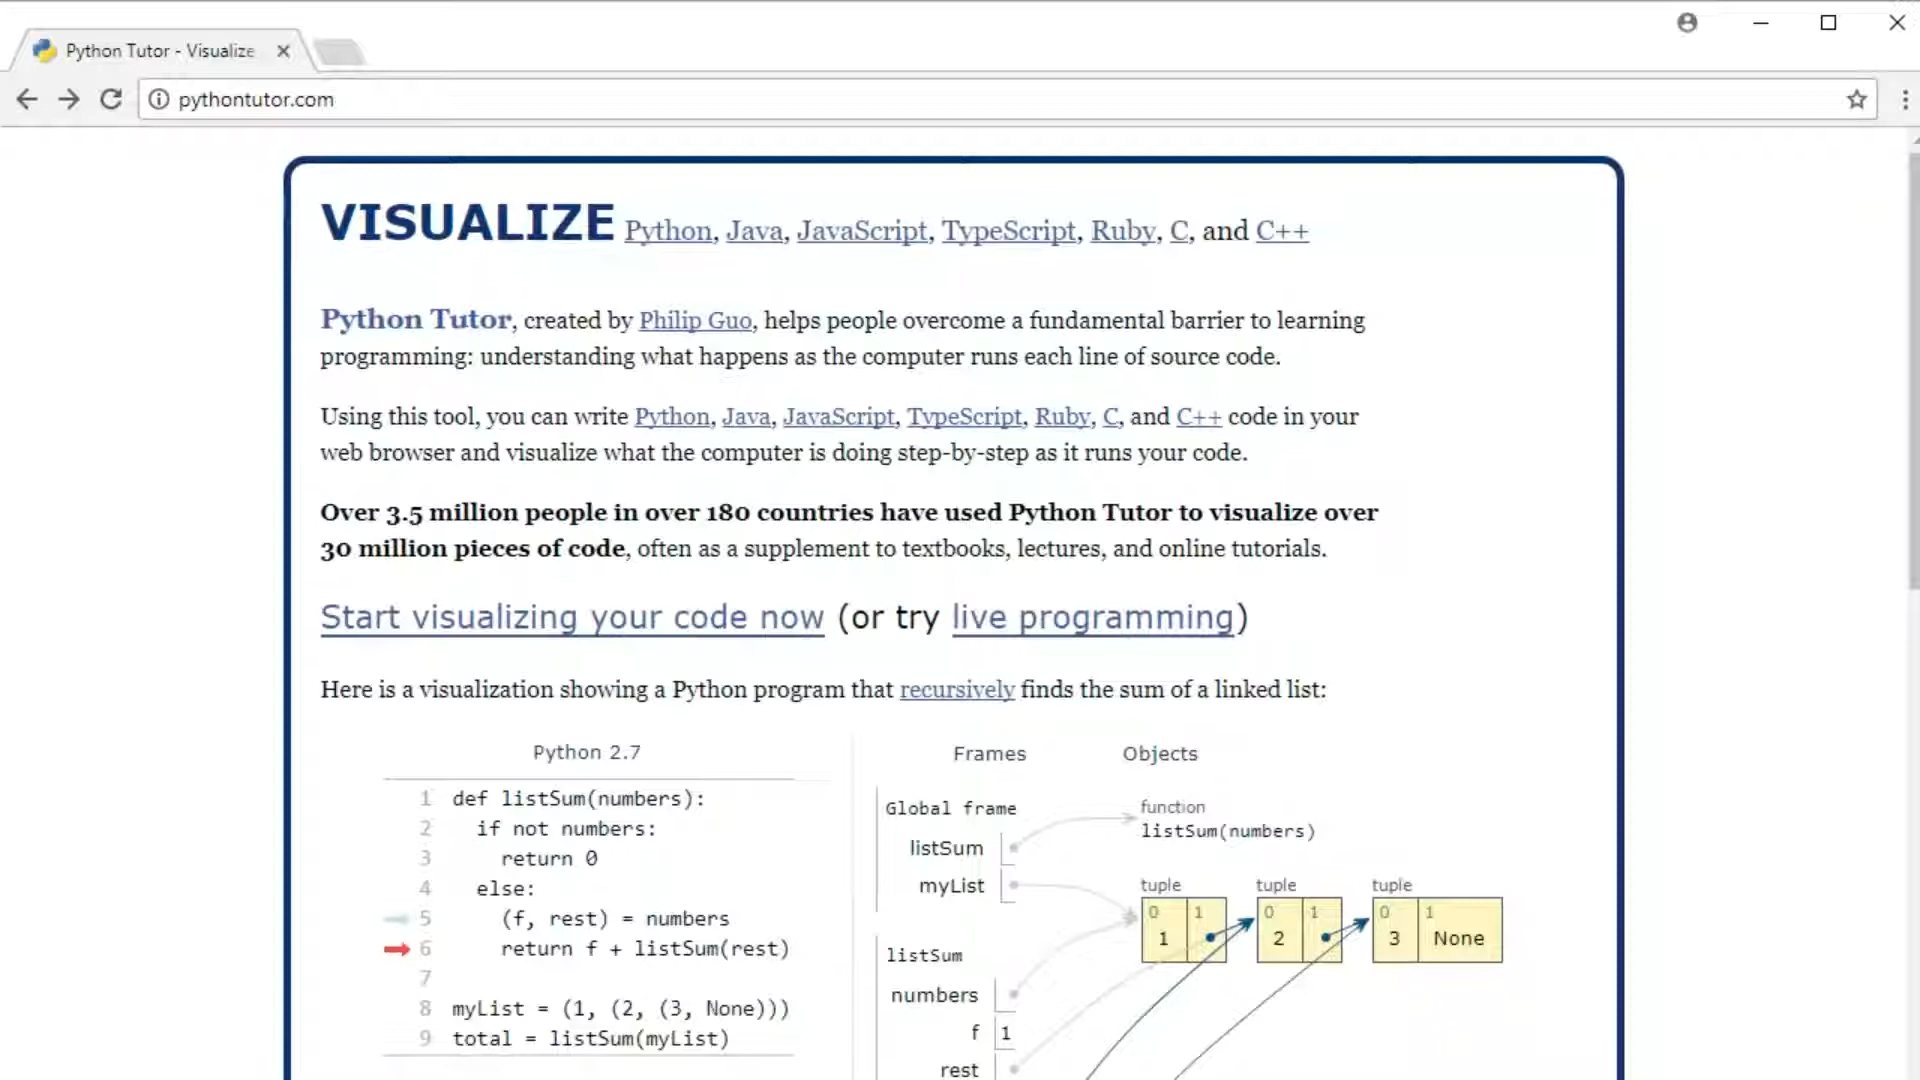 Python Tutor - Visualize
pythontutor.com
VISUALIZE Python, Java, JavaScript, TypeScript, Ruby, C, and C++
Python Tutor, created by Philip Guo, helps people overcome a fundamental barrier to learning
programming: understanding what happens as the computer runs each line of source code.
Using this tool, you can write Python, Java, JavaScript, TypeScript, Ruby, C, and C++ code in your
web browser and visualize what the computer is doing step-by-step as it runs your code.
Over 3.5 million people in over 180 countries have used Python Tutor to visualize over
30 million pieces of code, often as a supplement to textbooks, lectures, and online tutorials.
Start visualizing your code now (or try live programming)
Here is a visualization showing a Python program that recursively finds the sum of a linked list:
Python 2.7
1 def listSum(numbers):
2   if not numbers:
3     return 0
4   else:
5     (f, rest) = numbers
6     return f + listSum(rest)
7
8 myList = (1, (2, (3, None)))
9 total = listSum(myList)
Frames Objects
Global frame
listSum
myList
function
listSum(numbers)
tuple tuple tuple
0 1 0 1 0 1
1 2 3 None
listSum
numbers
f 1
rest